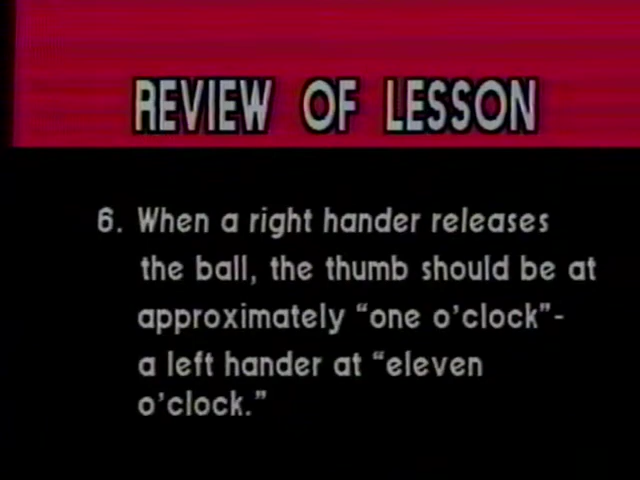 REVIEW OF LESSON
6. When a right hander releases
the ball, the thumb should be at
approximately “one o’clock”-
a left hander at “eleven
o’clock.”